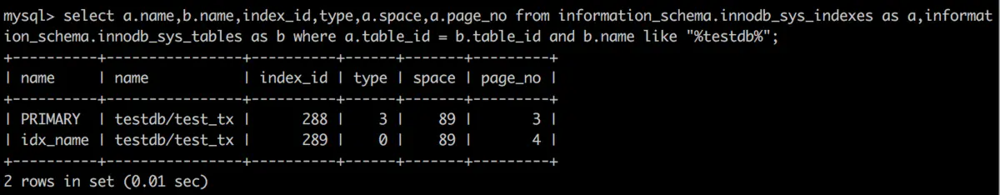 mysql> select a.name,b.name,index_id,type,a.space,a.page_no from information_schema.innodb_sys_indexes as a,informat
ion_schema.innodb_sys_tables as b where a.table_id = b.table_id and b.name like "%testdb%";
+----------+----------------+----------+------+-------+---------+
| name     | name           | index_id | type | space | page_no |
+----------+----------------+----------+------+-------+---------+
| PRIMARY  | testdb/test_tx |      288 |    3 |    89 |       3 |
| idx_name | testdb/test_tx |      289 |    0 |    89 |       4 |
+----------+----------------+----------+------+-------+---------+
2 rows in set (0.01 sec)